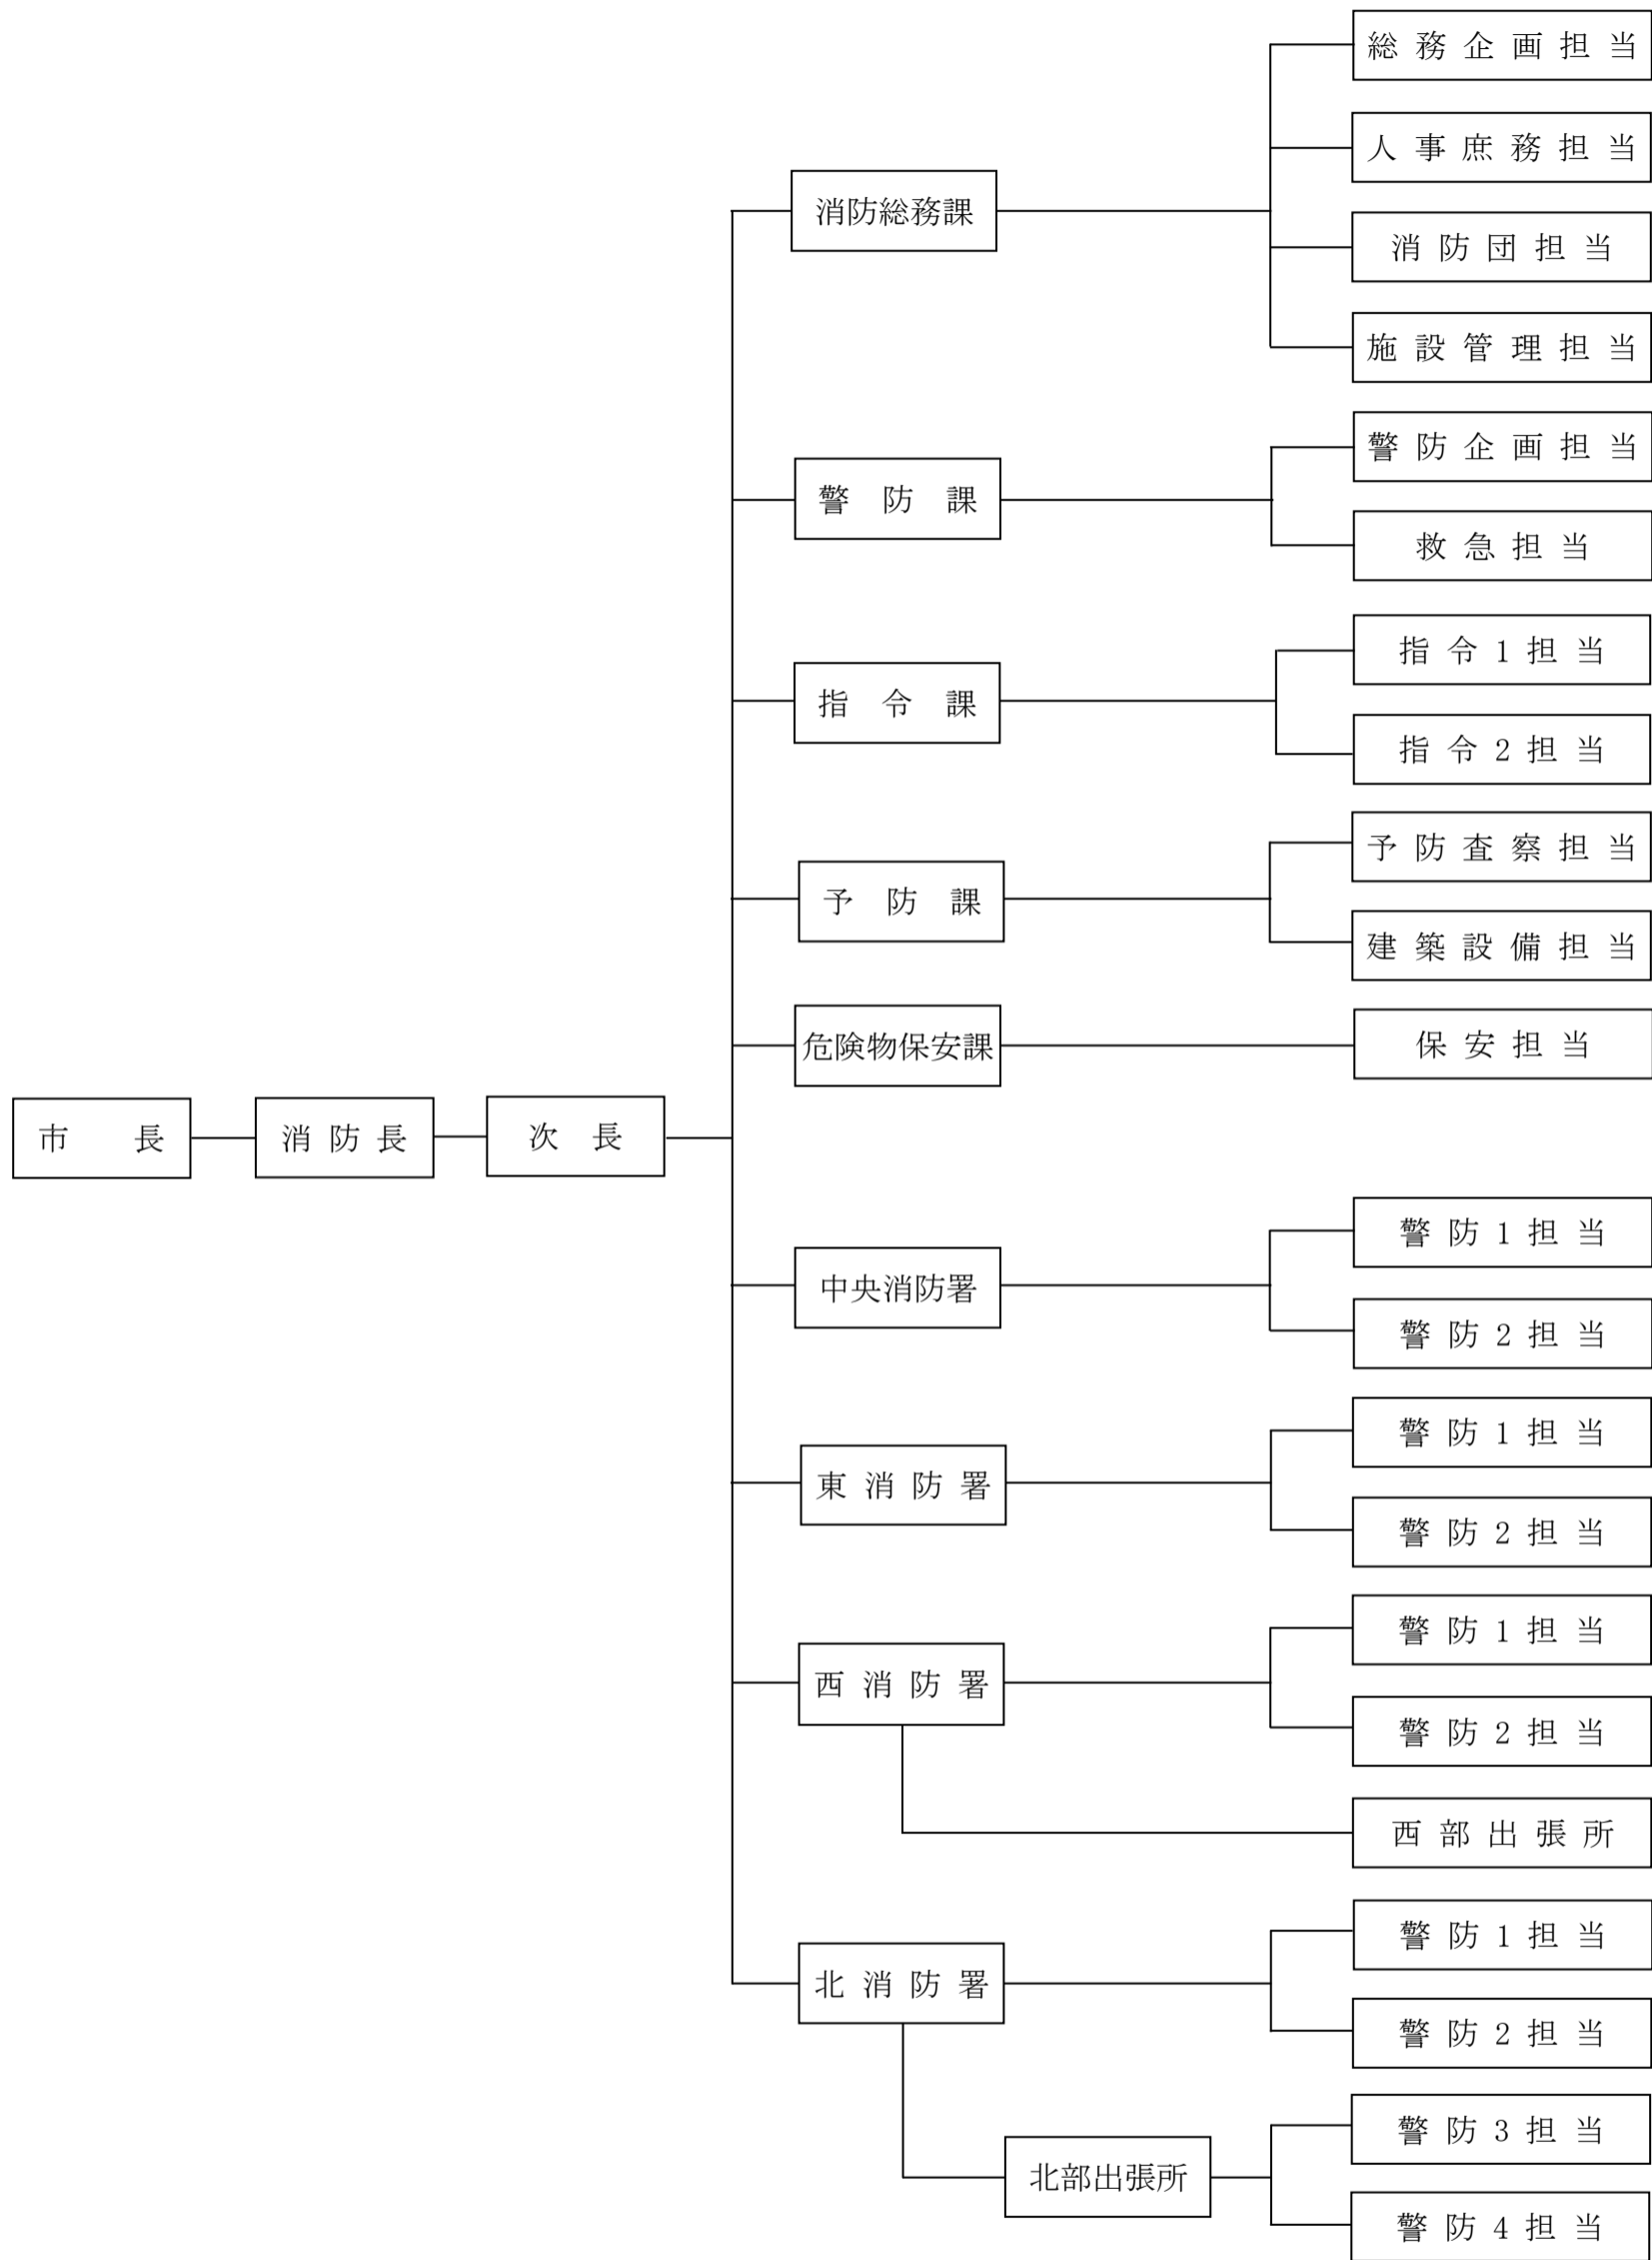 市長
消防長
次長
消防総務課
総務企画担当
人事庶務担当
消防団担当
施設管理担当
警防課
警防企画担当
救急担当
指令課
指令1担当
指令2担当
予防課
予防査察担当
建築設備担当
危険物保安課
保安担当
中央消防署
警防1担当
警防2担当
東消防署
警防1担当
警防2担当
西消防署
警防1担当
警防2担当
西部出張所
北消防署
警防1担当
警防2担当
北部出張所
警防3担当
警防4担当